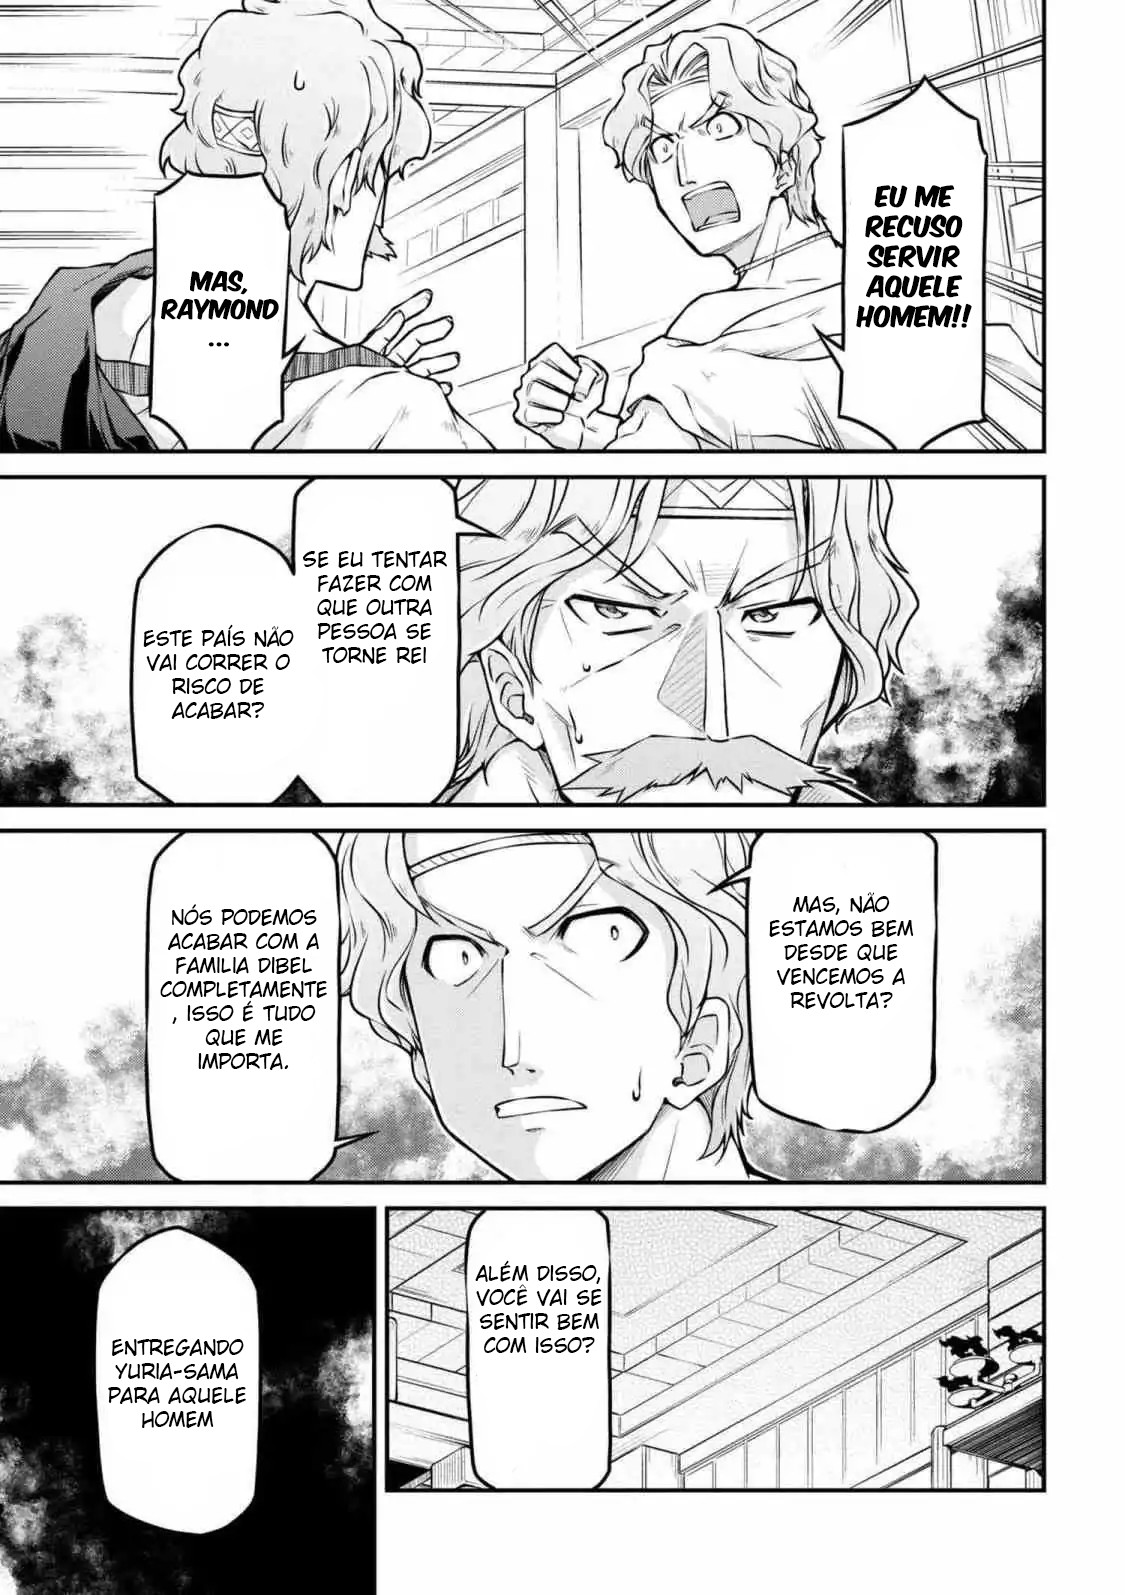 EU ME
RECUSO
SERVIR
AQUELE
HOMEM!!
MAS,
RAYMOND
...
SE EU TENTAR
FAZER COM
QUE OUTRA
PESSOA SE
TORNE REI
ESTE PAÍS NÃO
VAI CORRER O
RISCO DE
ACABAR?
MAS, NÃO
ESTAMOS BEM
DESDE QUE
VENCEMOS A
REVOLTA?
NÓS PODEMOS
ACABAR COM A
FAMILIA DIBEL
COMPLETAMENTE
, ISSO É TUDO
QUE ME
IMPORTA.
ALÉM DISSO,
VOCÊ VAI SE
SENTIR BEM
COM ISSO?
ENTREGANDO
YURIA-SAMA
PARA AQUELE
HOMEM